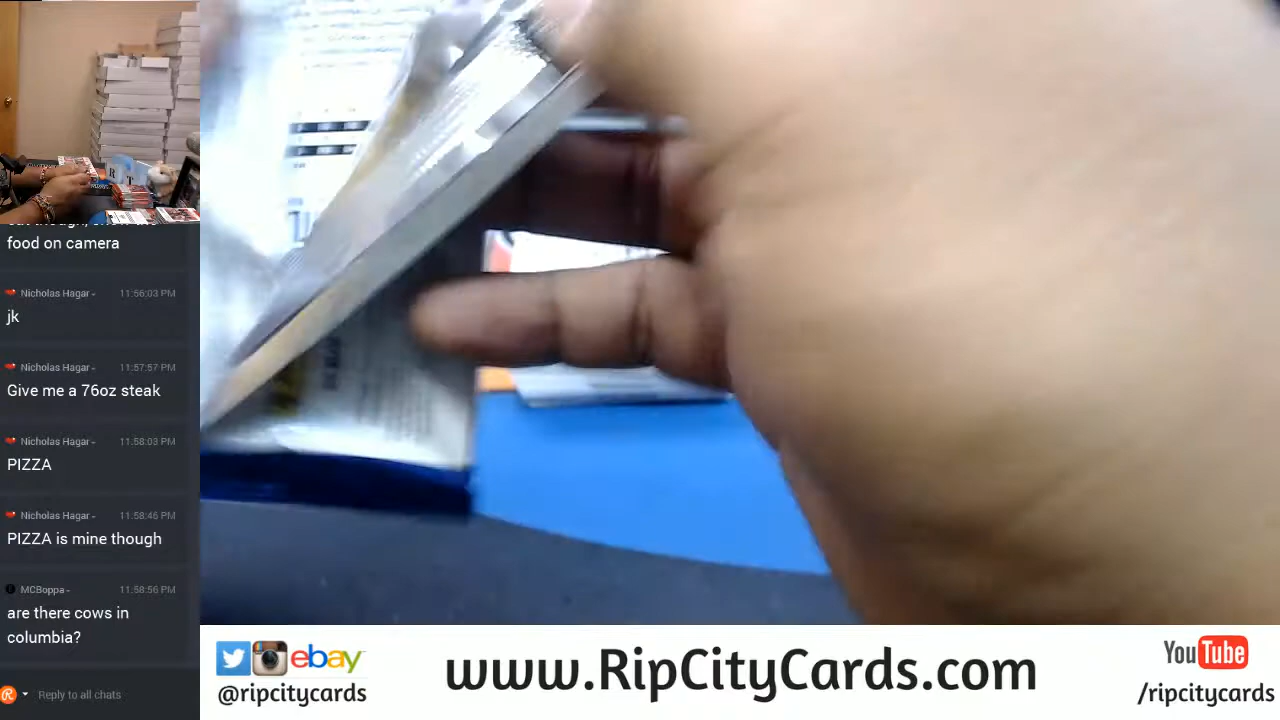 food on camera
Nicholas Hagar 11:56:03 PM
jk
Nicholas Hagar 11:57:57 PM
Give me a 76oz steak
Nicholas Hagar 11:58:03 PM
PIZZA
Nicholas Hagar 11:58:46 PM
PIZZA is mine though
MCBoppa 11:58:56 PM
are there cows in
columbia?
Reply to all chats
ebay
@ripcitycards
www.RipCityCards.com
YouTube
/ripcitycards